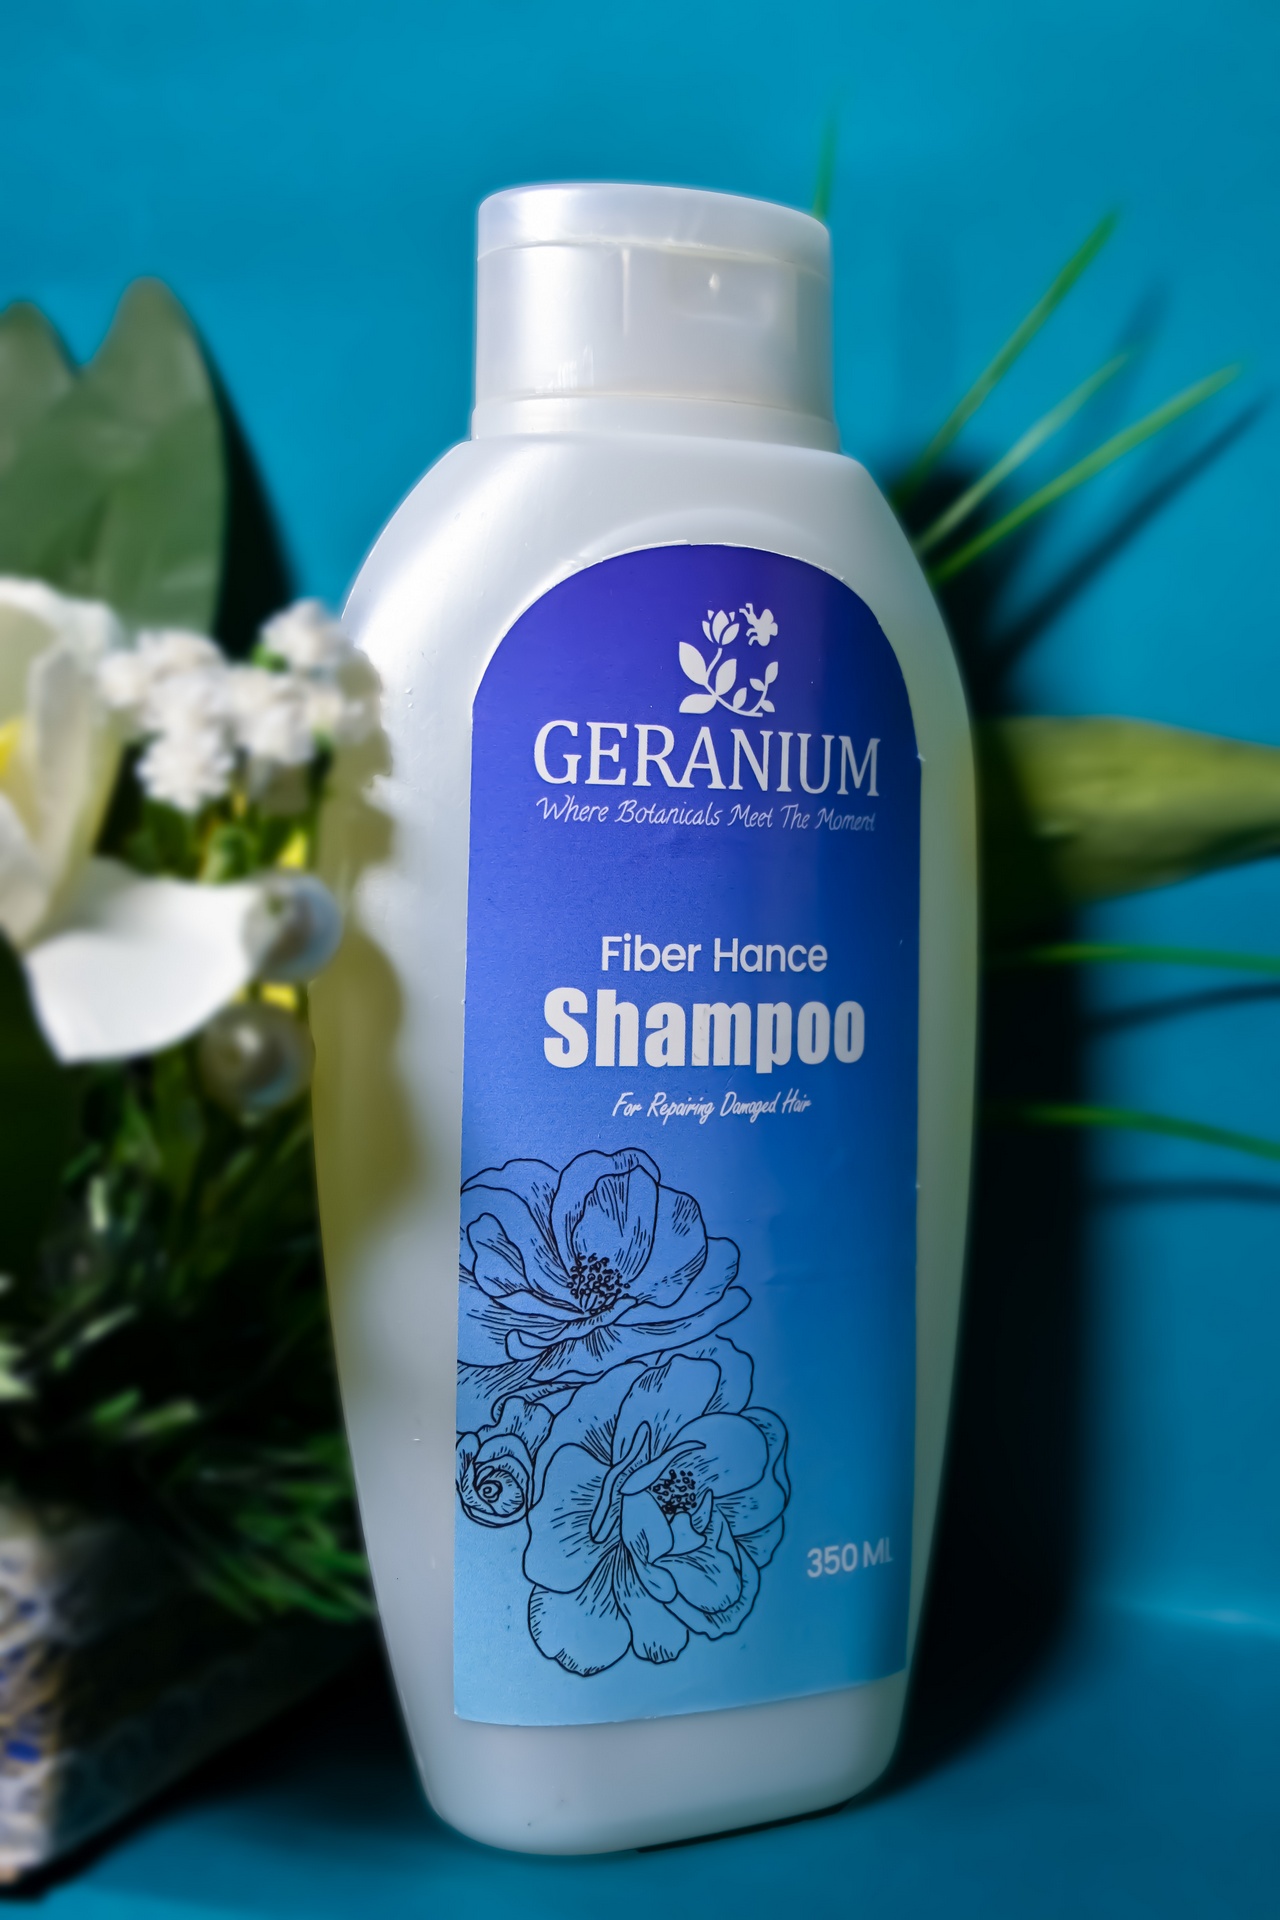 GERANIUM
Where Botanicals Meet The Moment
Fiber Hance
Shampoo
For Repairing Damaged Hair
350 ML